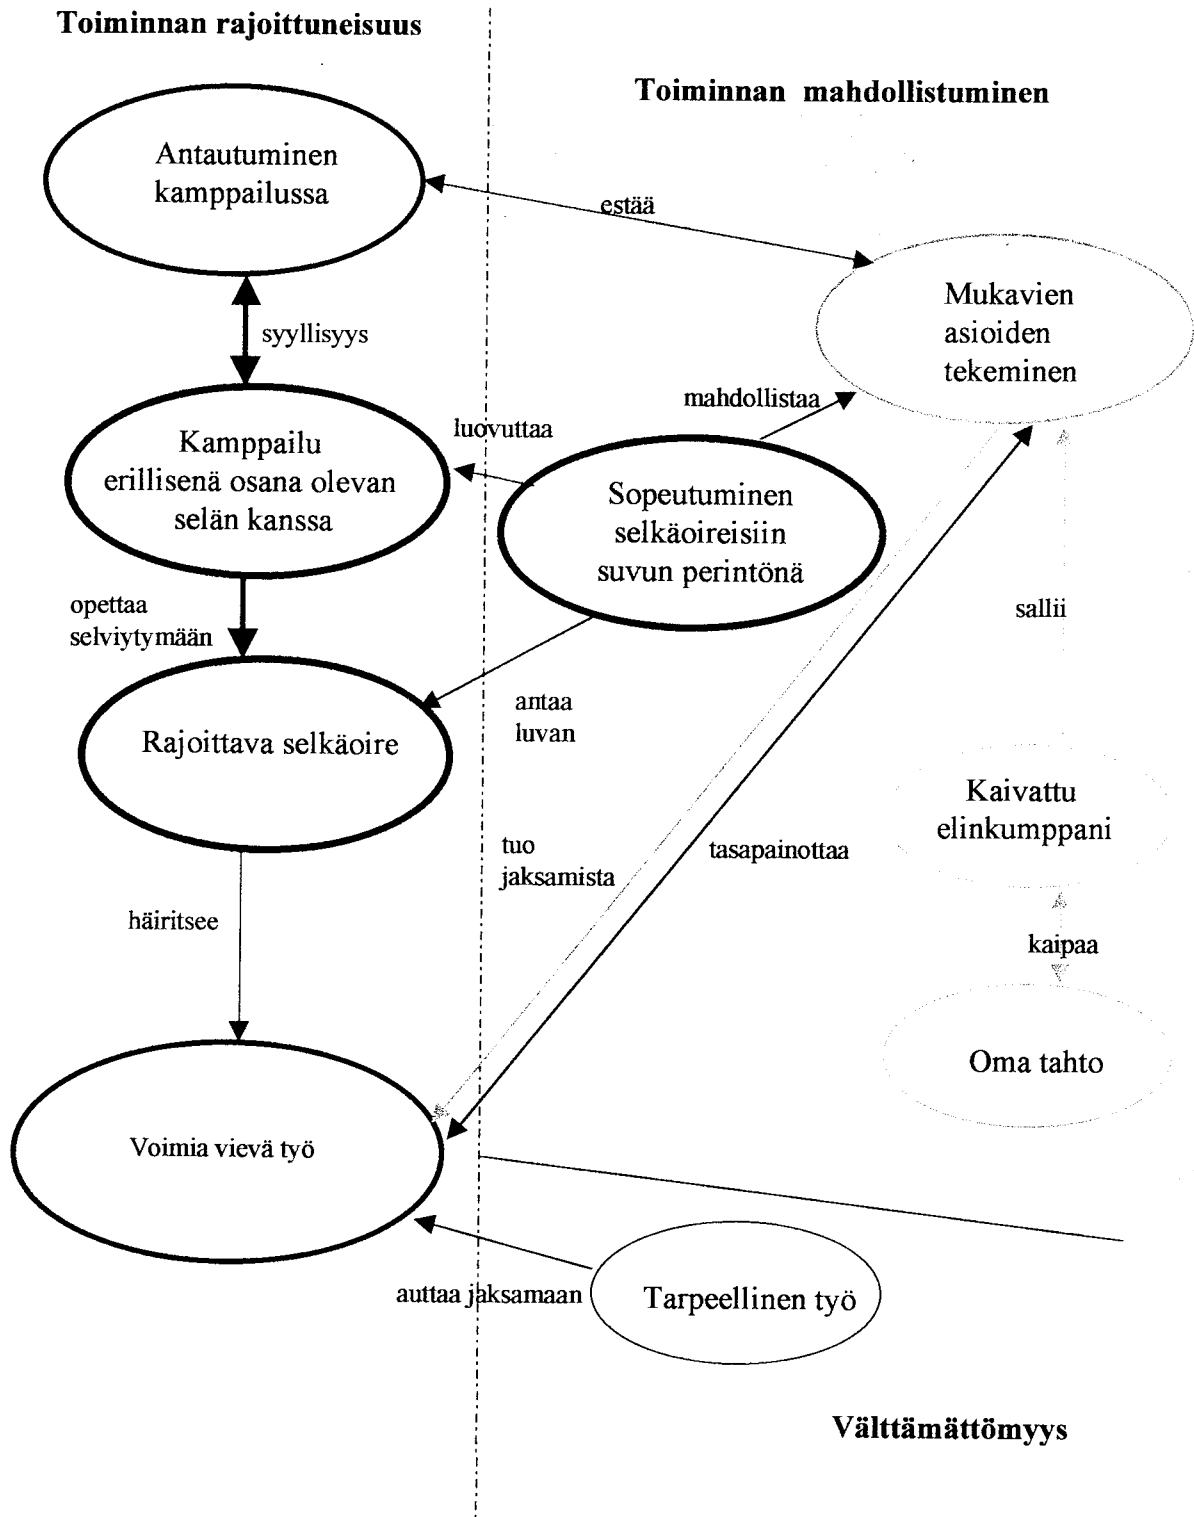 Toiminnan rajoittuneisuus
Toiminnan mahdollistuminen
Antautuminen
kamppailussa
estää
Mukavien
asioiden
tekeminen
syyllisyys
mahdollistaa
luovuttaa
Kamppailu
erillisenä osana olevan
selän kanssa
Sopeutuminen
selkäoireisiin
suvun perintönä
opettaa
selviytymään
sallii
antaa
luvan
Rajoittava selkäoire
Kaivattu
elinkumppani
tuo
jaksamista
tasapainottaa
häiritsee
kaipaa
Oma tahto
Voimia vievä työ
auttaa jaksamaan
Tarpeellinen työ
Välttämättömyys